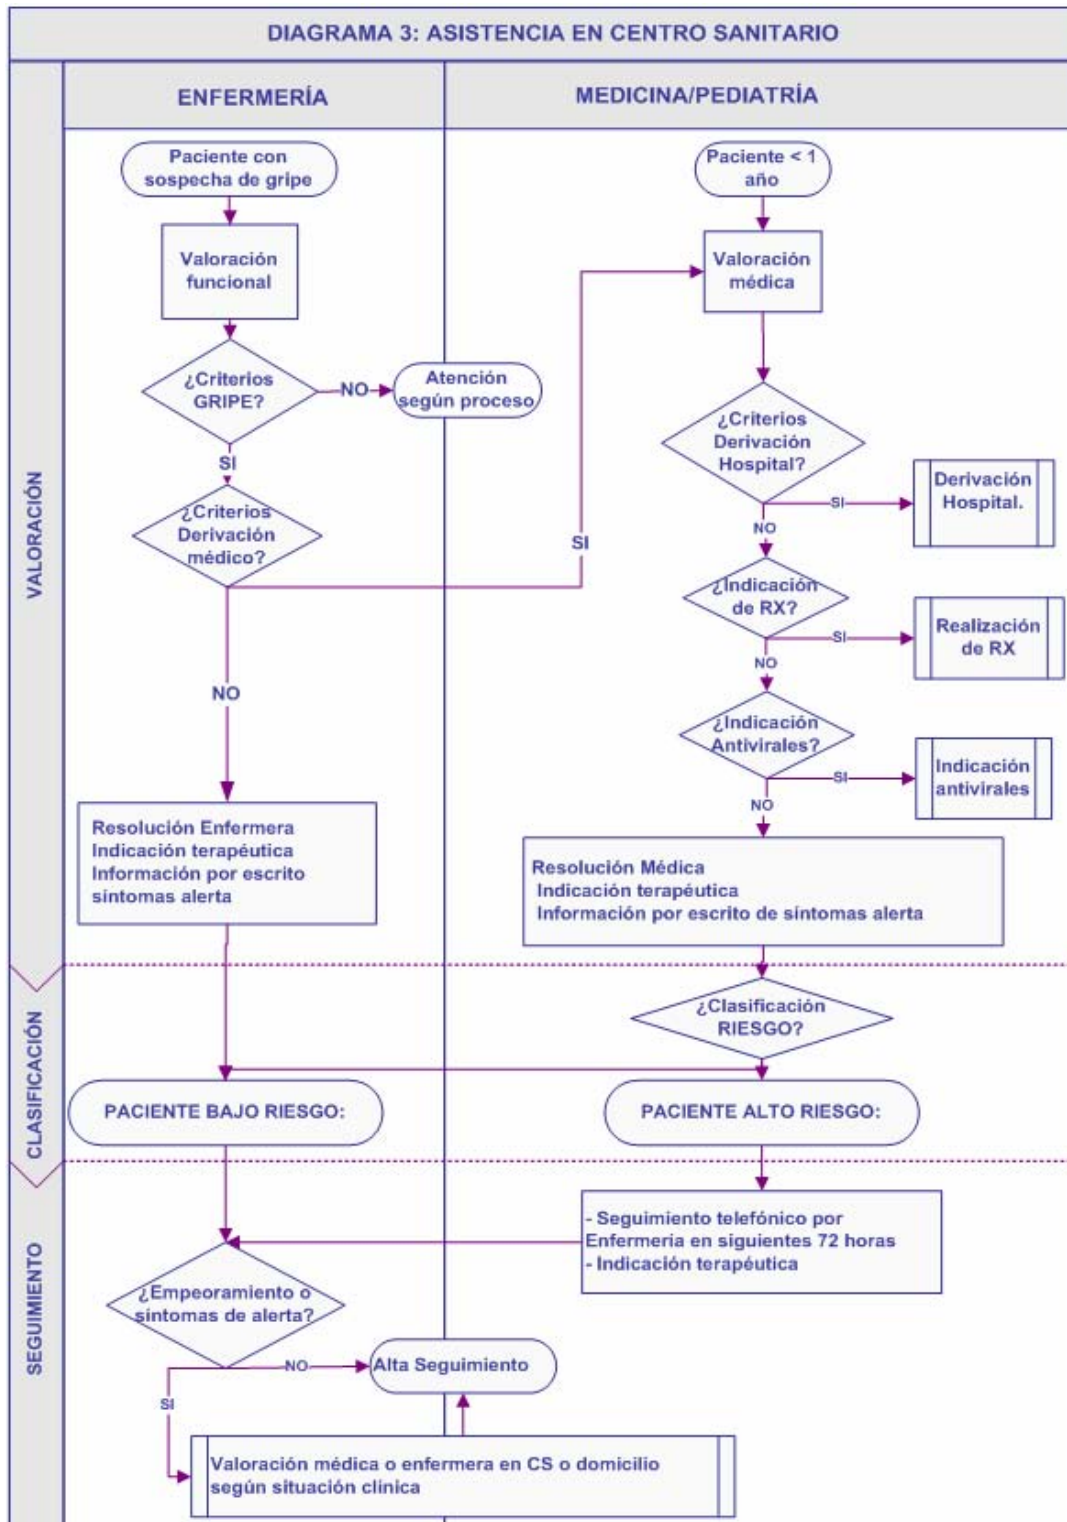 DIAGRAMA 3: ASISTENCIA EN CENTRO SANITARIO
ENFERMERÍA
MEDICINA/PEDIATRÍA
VALORACIÓN
Paciente con
sospecha de gripe
Valoración
funcional
¿Criterios
GRIPE?
NO
Atención
según proceso
SI
¿Criterios
Derivación
médico?
SI
NO
Resolución Enfermera
Indicación terapéutica
Información por escrito
síntomas alerta
Paciente < 1
año
Valoración
médica
¿Criterios
Derivación
Hospital?
SI
Derivación
Hospital.
NO
¿Indicación
de RX?
SI
Realización
de RX
NO
¿Indicación
Antivirales?
SI
Indicación
antivirales
NO
Resolución Médica
Indicación terapéutica
Información por escrito de síntomas alerta
CLASIFICACIÓN
¿Clasificación
RIESGO?
PACIENTE BAJO RIESGO:
PACIENTE ALTO RIESGO:
SEGUIMIENTO
- Seguimiento telefónico por
Enfermería en siguientes 72 horas
- Indicación terapéutica
¿Empeoramiento o
síntomas de alerta?
NO
Alta Seguimiento
SI
Valoración médica o enfermera en CS o domicilio
según situación clínica